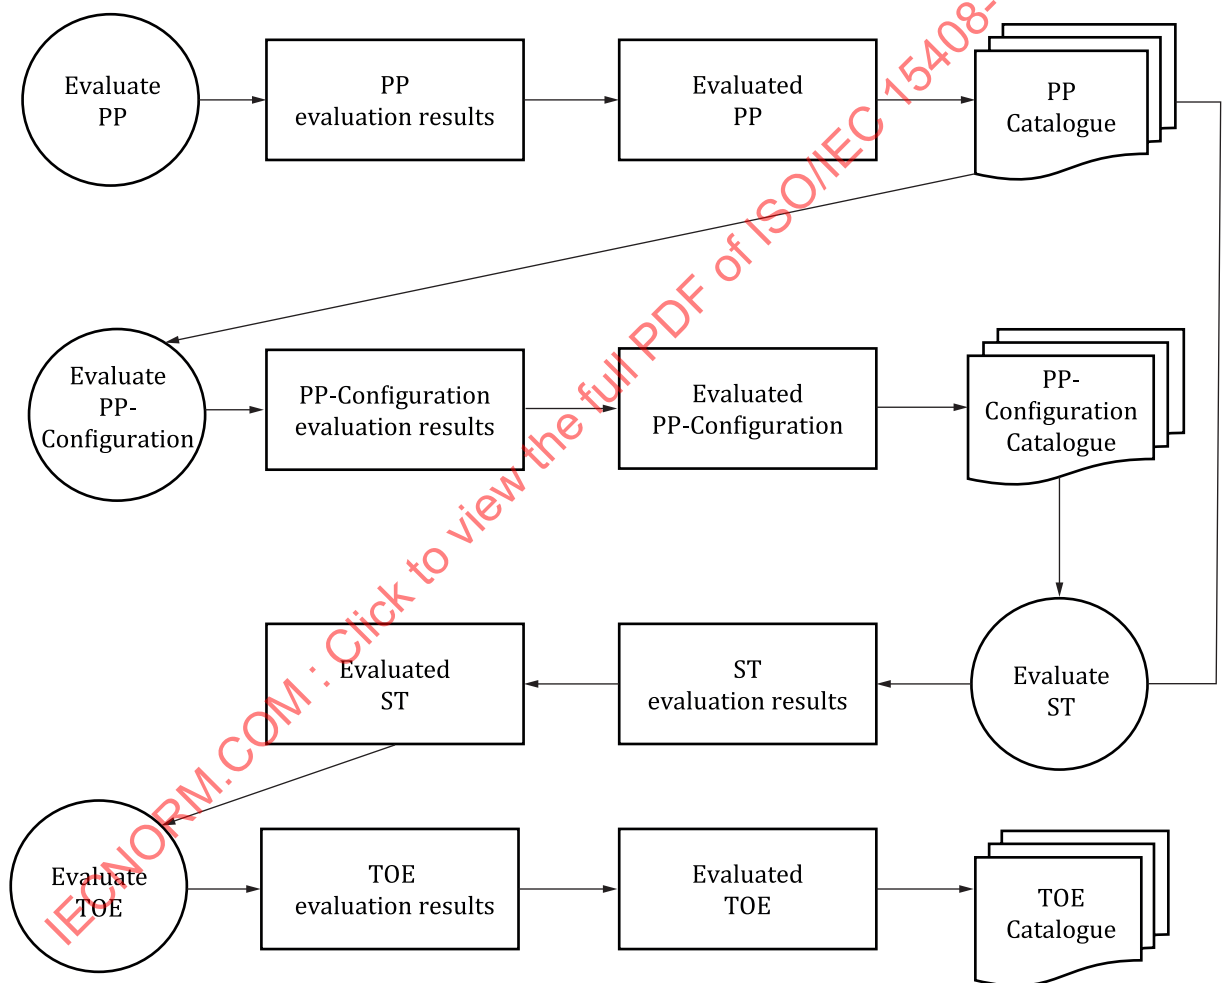 Evaluate
PP
PP
evaluation results
Evaluated
PP
PP
Catalogue
Evaluate
PP-
Configuration
PP-Configuration
evaluation results
Evaluated
PP-Configuration
PP-
Configuration
Catalogue
Evaluated
ST
ST
evaluation results
Evaluate
ST
Evaluate
TOE
TOE
evaluation results
Evaluated
TOE
TOE
Catalogue
IECNORM.COM : Click to view the full PDF of ISO/IEC 15408-